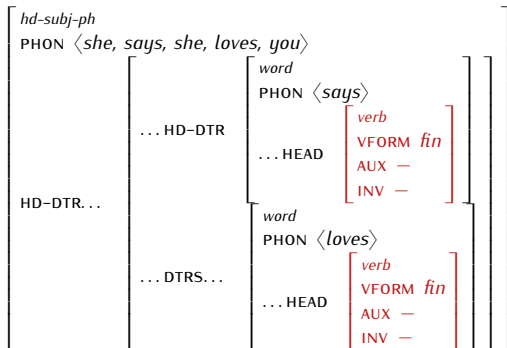 hd-subj-ph
PHON ⟨she, says, she, loves, you⟩
word
PHON ⟨says⟩
verb
...HD-DTR
VFORM fin
...HEAD
AUX −
INV −
HD-DTR...
word
PHON ⟨loves⟩
verb
...DTRS...
VFORM fin
...HEAD
AUX −
INV −